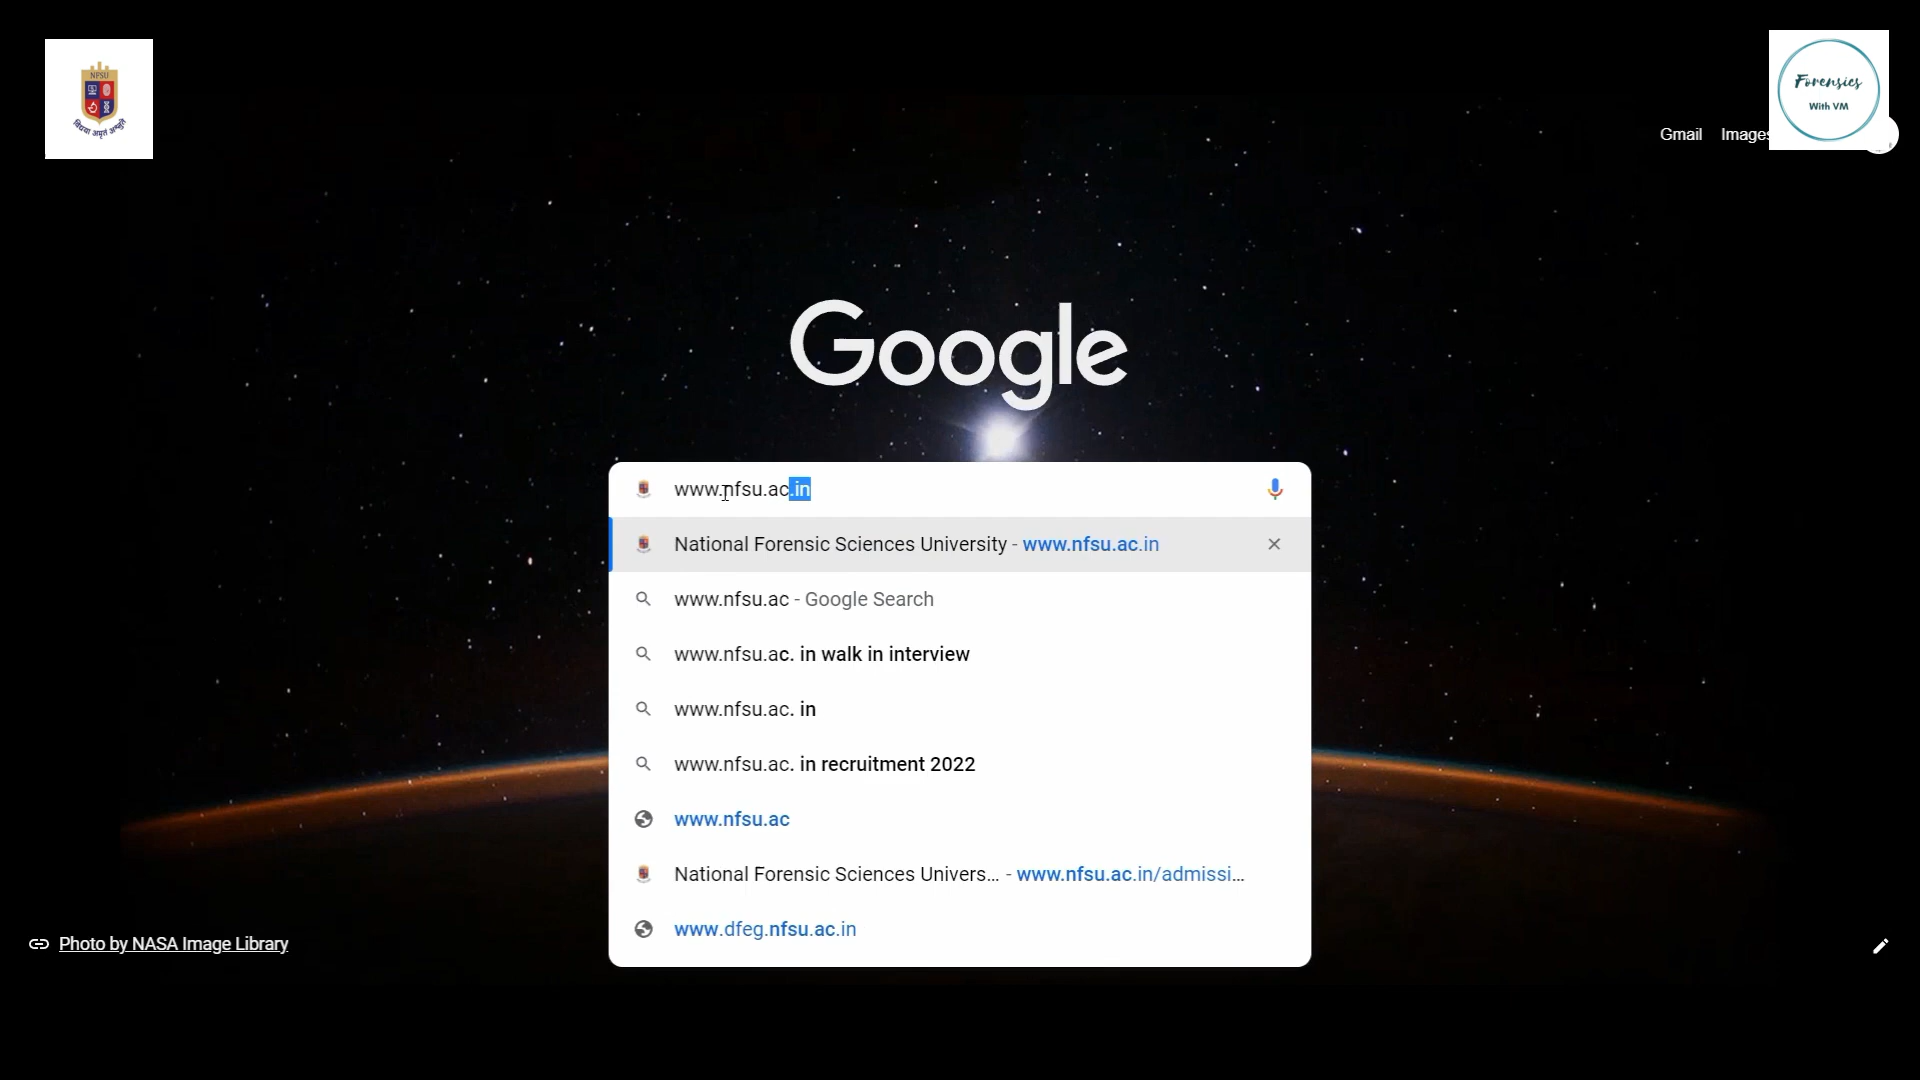 NFSU
विद्यया अमृतं अश्नुते
Forensics
With VM
Gmail Images
Google
www.nfsu.ac.in
National Forensic Sciences University - www.nfsu.ac.in
www.nfsu.ac - Google Search
www.nfsu.ac. in walk in interview
www.nfsu.ac. in
www.nfsu.ac. in recruitment 2022
www.nfsu.ac
National Forensic Sciences Univers... - www.nfsu.ac.in/admissi...
www.dfeg.nfsu.ac.in
Photo by NASA Image Library